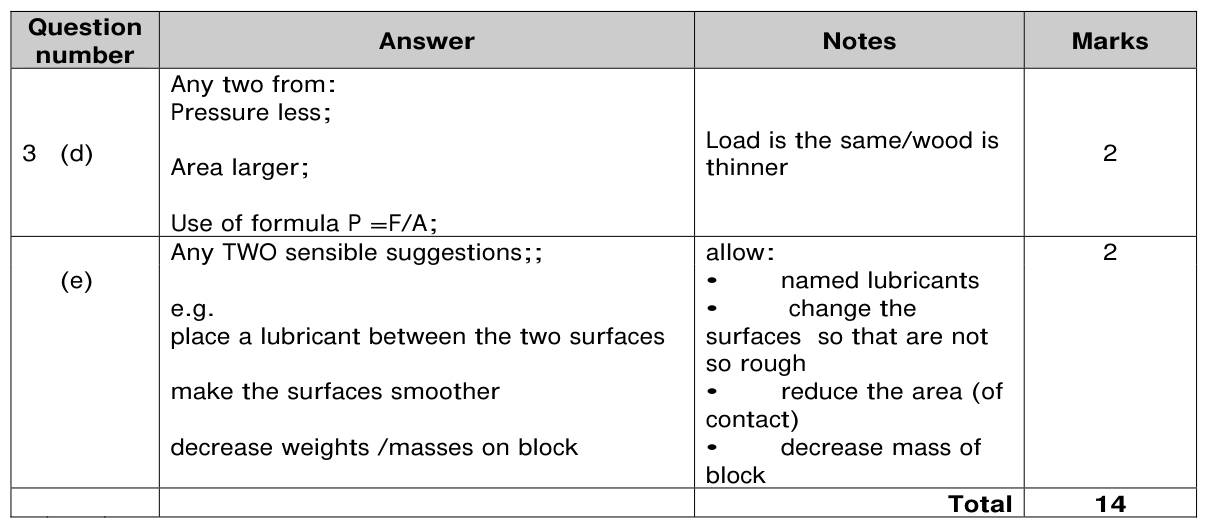 Question number
Answer
Notes
Marks
3 (d)
Any two from:
Pressure less;
Area larger;
Use of formula P =F/A;
Load is the same/wood is
thinner
2
(e)
Any TWO sensible suggestions;;
e.g.
place a lubricant between the two surfaces
make the surfaces smoother
decrease weights /masses on block
allow:
• named lubricants
• change the
surfaces so that are not
so rough
• reduce the area (of
contact)
• decrease mass of
block
2
Total
14